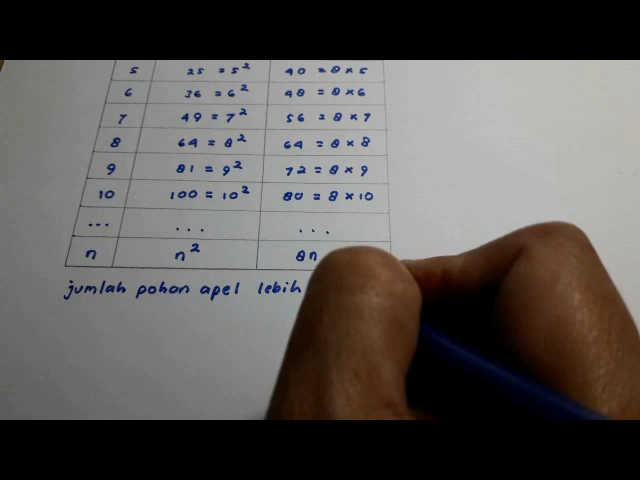 5 25 = 5² 40 = 8 × 5
6 36 = 6² 48 = 8 × 6
7 49 = 7² 56 = 8 × 7
8 64 = 8² 64 = 8 × 8
9 81 = 9² 72 = 8 × 9
10 100 = 10² 80 = 8 × 10
... ... ...
n n² 8n
jumlah pohon apel lebih